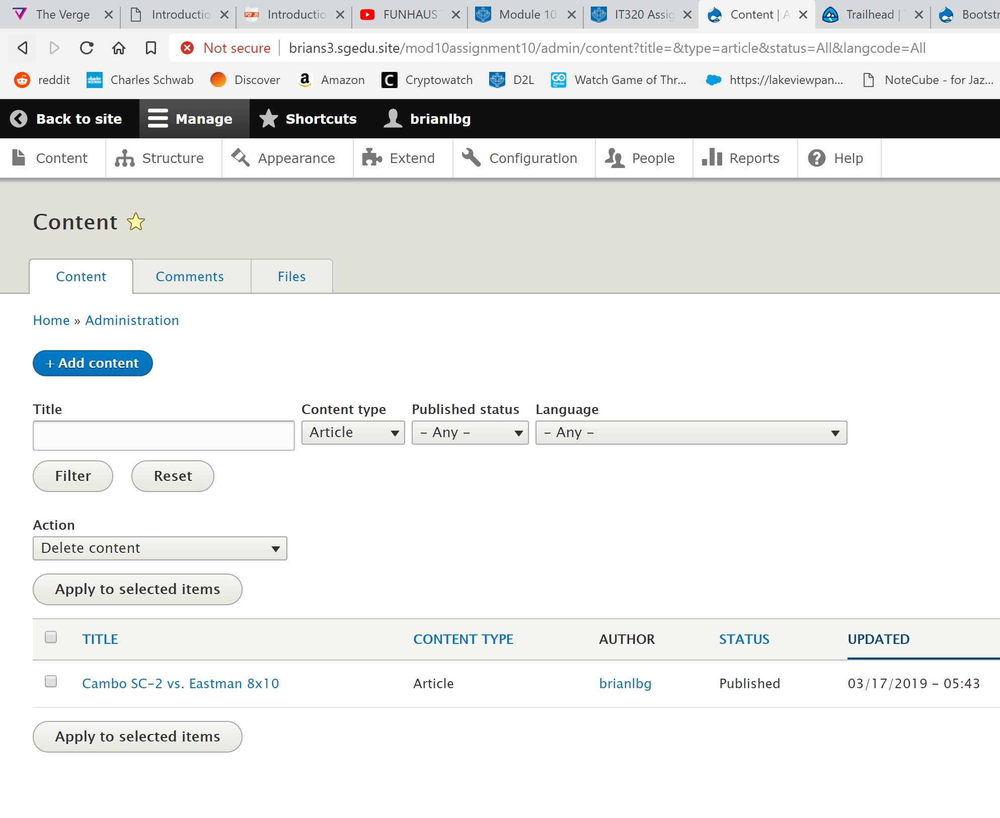 The Verge Introductio Introductio FUNHAUS Module 10 IT320 Assig Content | A Trailhead | Bootstr
Not secure brians3.sgedu.site/mod10assignment10/admin/content?title=&type=article&status=All&langcode=All
reddit Charles Schwab Discover a Amazon C Cryptowatch D2L GO movies Watch Game of Thr... https://lakeviewpan... NoteCube - for Jaz...
Back to site Manage Shortcuts brianlbg
Content Structure Appearance Extend Configuration People Reports ? Help
Content
Content Comments Files
Home » Administration
+ Add content
Title Content type Published status Language
Article - Any - - Any -
Filter Reset
Action
Delete content
Apply to selected items
TITLE CONTENT TYPE AUTHOR STATUS UPDATED
Cambo SC-2 vs. Eastman 8x10 Article brianlbg Published 03/17/2019 - 05:43
Apply to selected items